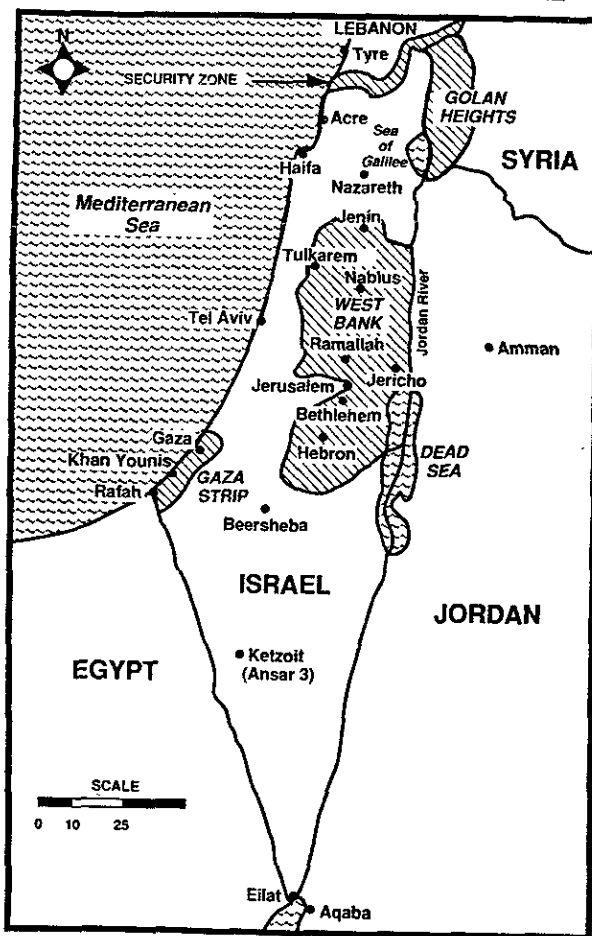 N
LEBANON
Tyre
SECURITY ZONE
GOLAN
HEIGHTS
Acre
Sea
of
Galilee
SYRIA
Haifa
Nazareth
Mediterranean
Sea
Jenin
Tulkarem
Nablus
WEST
BANK
Jordan River
Tel Aviv
Ramallah
Amman
Jerusalem
Jericho
Bethlehem
Gaza
Hebron
DEAD
SEA
Khan Younis
GAZA
STRIP
Rafah
Beersheba
ISRAEL
JORDAN
EGYPT
Ketzoit
(Ansar 3)
SCALE
0 10 25
Eilat
Aqaba